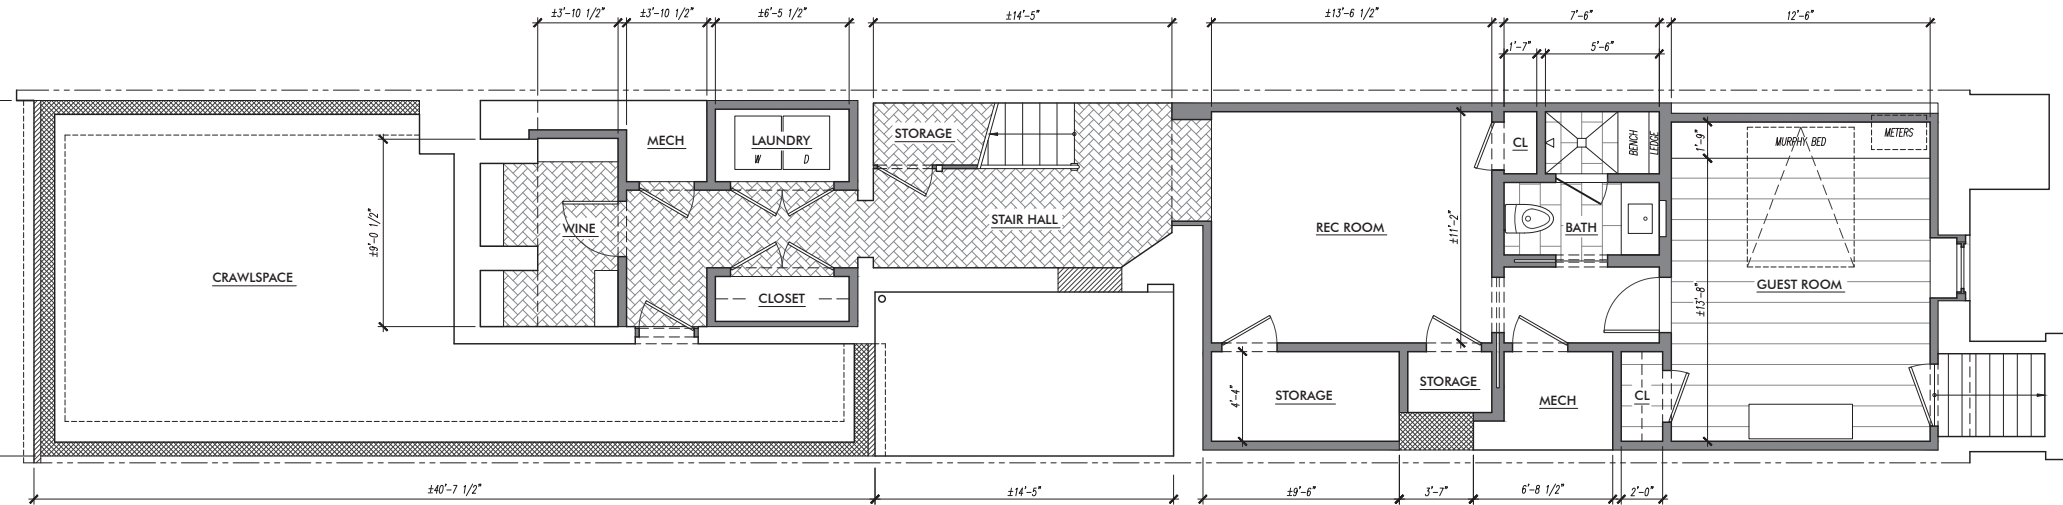 ±3'-10 1/2"
±3'-10 1/2"
±6'-5 1/2"
±14'-5"
±13'-6 1/2"
7'-6"
12'-6"
1'-7"
5'-6"
MECH
LAUNDRY
W
D
STORAGE
CL
BENCH
LEDGE
1'-9"
MURPHY BED
METERS
±9'-0 1/2"
WINE
STAIR HALL
REC ROOM
±11'-2"
BATH
CRAWLSPACE
CLOSET
GUEST ROOM
±13'-8"
4'-4"
STORAGE
STORAGE
MECH
CL
±40'-7 1/2"
±14'-5"
±9'-6"
3'-7"
6'-8 1/2"
2'-0"